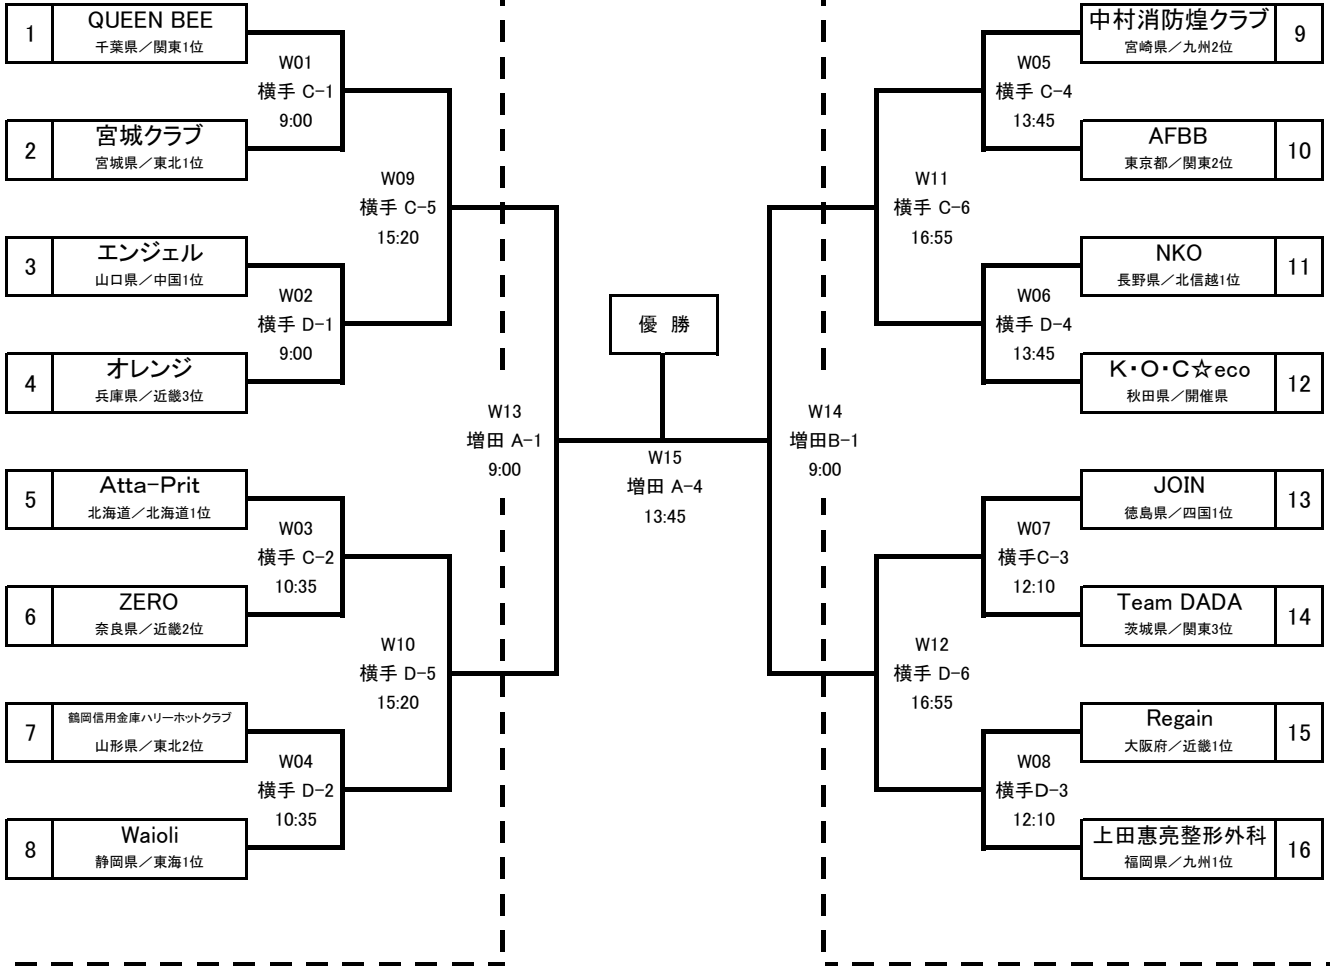 1
QUEEN BEE
千葉県／関東1位
W01
横手 C-1
9:00
2
宮城クラブ
宮城県／東北1位
W09
横手 C-5
15:20
3
エンジェル
山口県／中国1位
W02
横手 D-1
9:00
4
オレンジ
兵庫県／近畿3位
W13
増田 A-1
9:00
5
Atta-Prit
北海道／北海道1位
W03
横手 C-2
10:35
6
ZERO
奈良県／近畿2位
W10
横手 D-5
15:20
7
鶴岡信用金庫ハリーホットクラブ
山形県／東北2位
W04
横手 D-2
10:35
8
Waioli
静岡県／東海1位
優 勝
W15
増田 A-4
13:45
中村消防煌クラブ
宮崎県／九州2位
9
W05
横手 C-4
13:45
AFBB
東京都／関東2位
10
W11
横手 C-6
16:55
NKO
長野県／北信越1位
11
W06
横手 D-4
13:45
K・O・C☆eco
秋田県／開催県
12
W14
増田B-1
9:00
JOIN
徳島県／四国1位
13
W07
横手C-3
12:10
Team DADA
茨城県／関東3位
14
W12
横手 D-6
16:55
Regain
大阪府／近畿1位
15
W08
横手D-3
12:10
上田惠亮整形外科
福岡県／九州1位
16